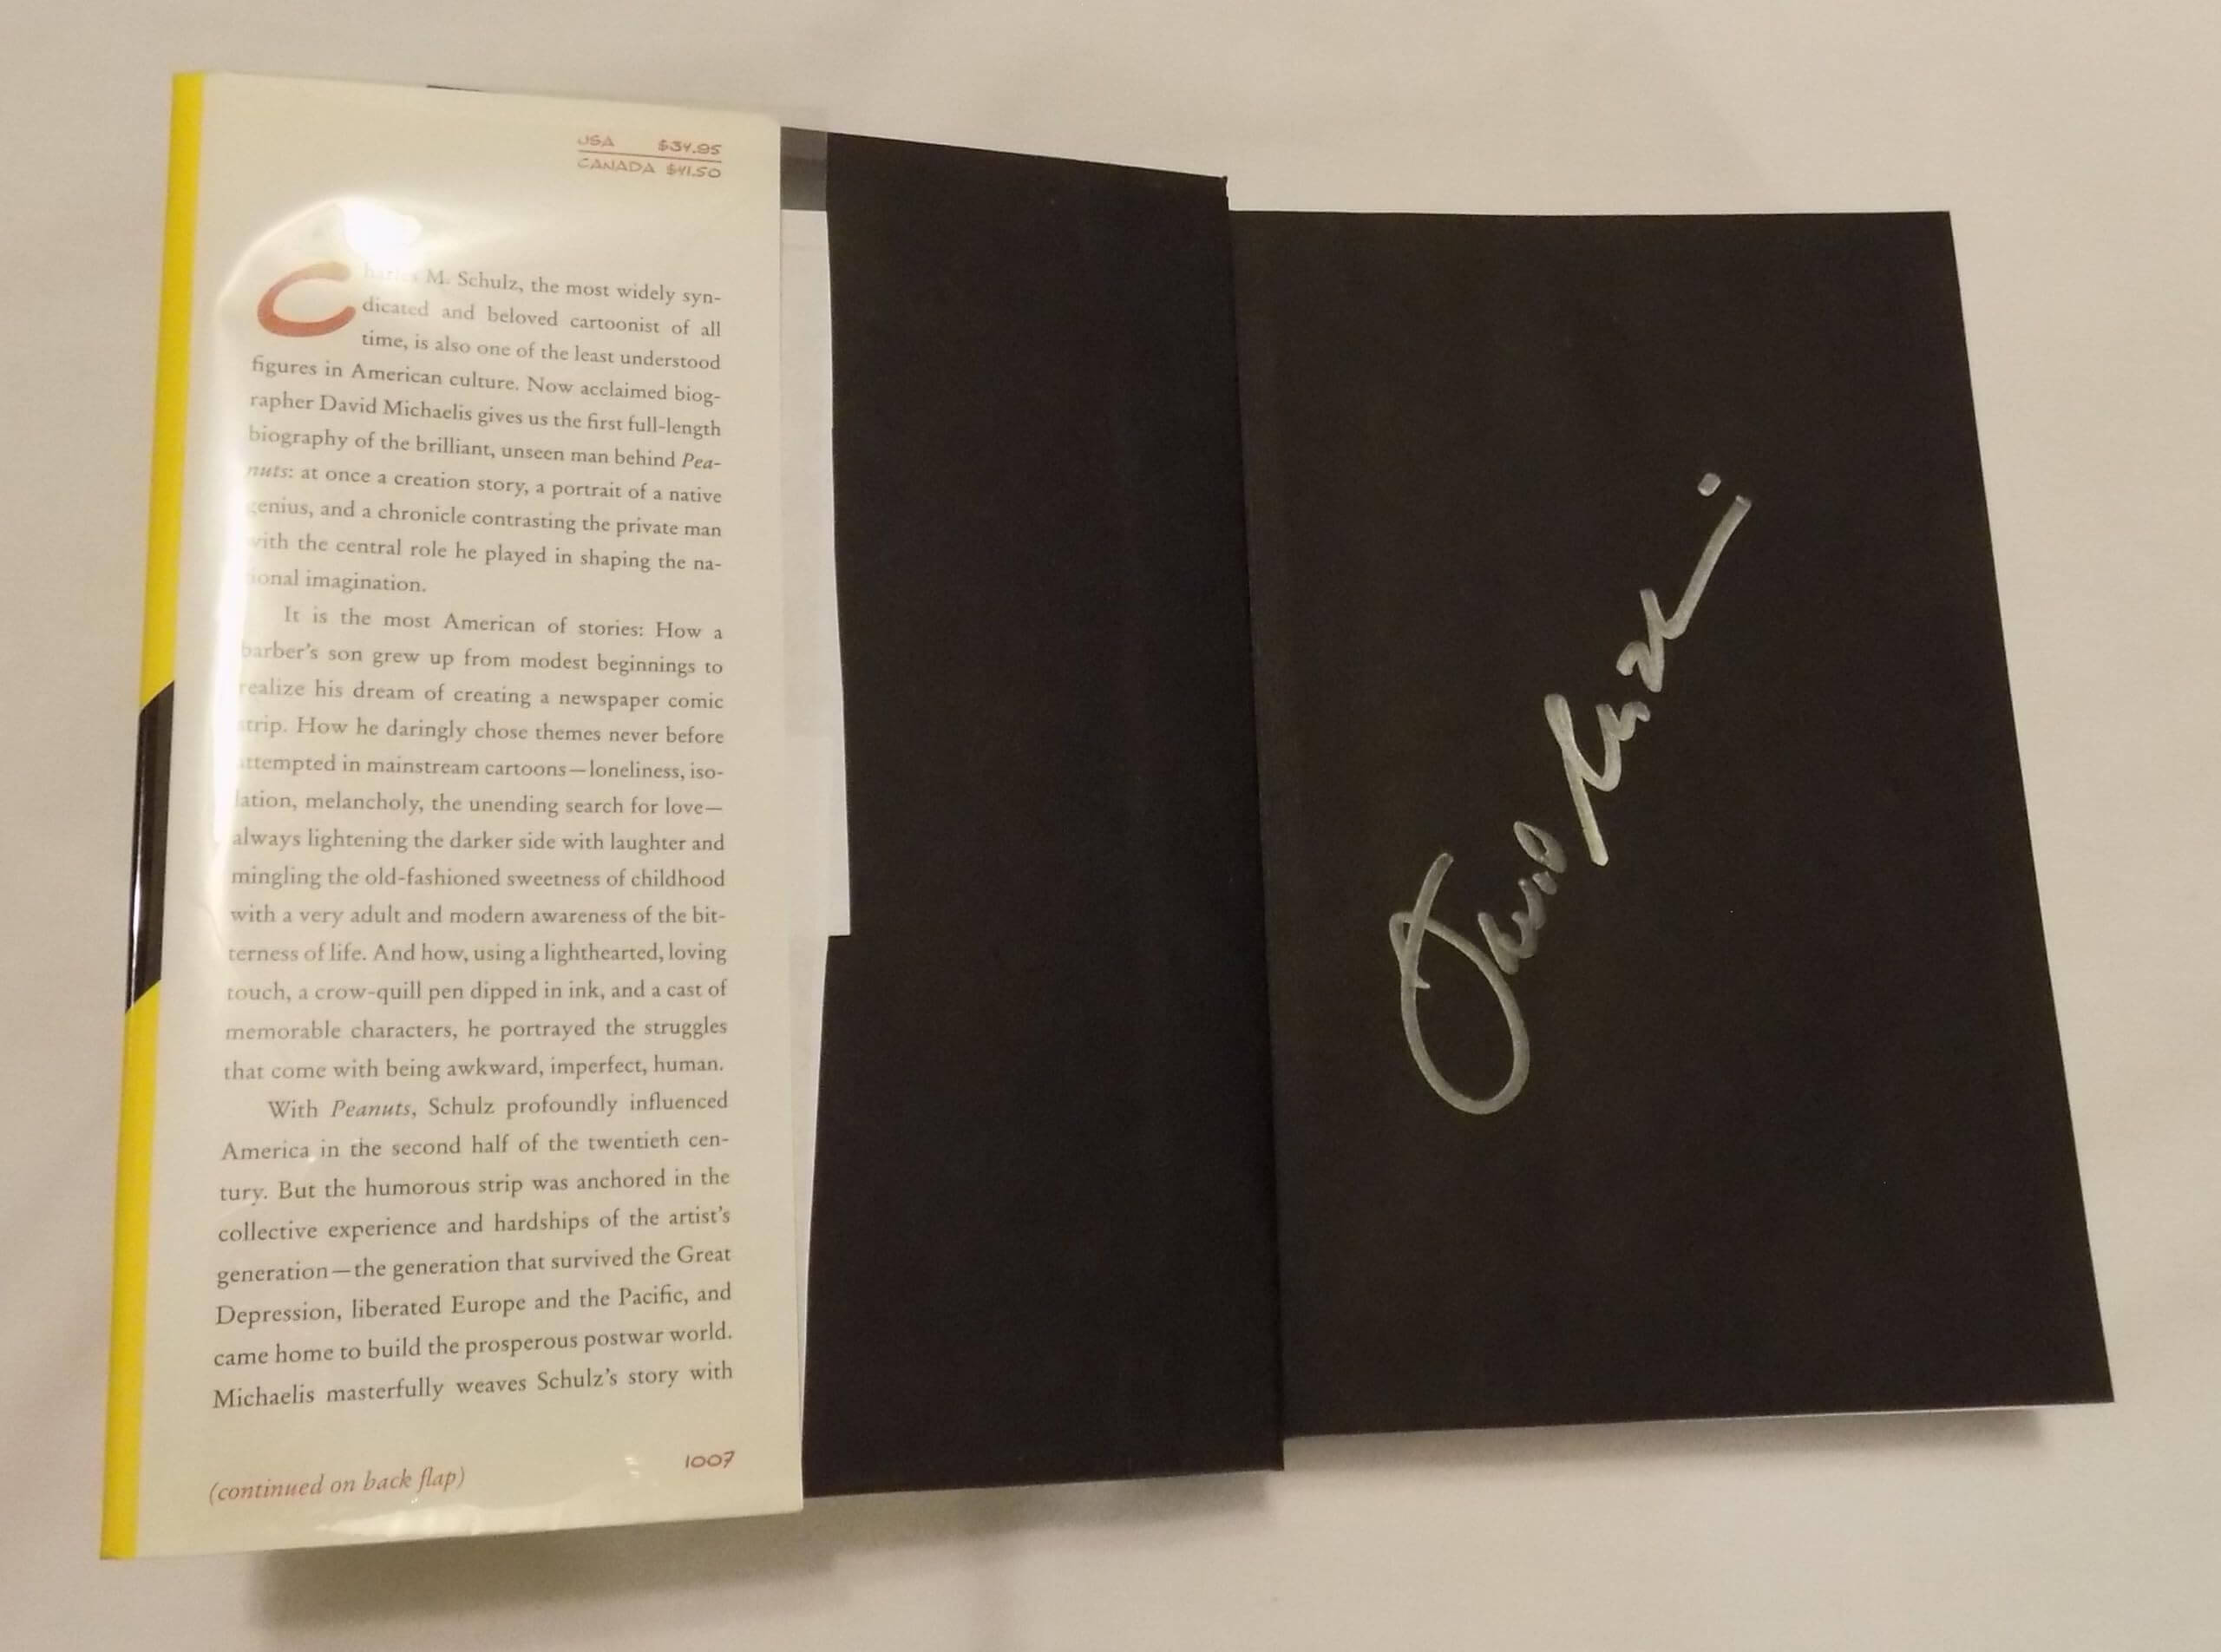 USA $34.95
CANADA $41.50
Charles M. Schulz, the most widely syn-
dicated and beloved cartoonist of all
time, is also one of the least understood
figures in American culture. Now acclaimed biog-
rapher David Michaelis gives us the first full-length
biography of the brilliant, unseen man behind Pea-
nuts: at once a creation story, a portrait of a native
genius, and a chronicle contrasting the private man
with the central role he played in shaping the na-
tional imagination.
It is the most American of stories: How a
barber's son grew up from modest beginnings to
realize his dream of creating a newspaper comic
strip. How he daringly chose themes never before
attempted in mainstream cartoons—loneliness, iso-
lation, melancholy, the unending search for love—
always lightening the darker side with laughter and
mingling the old-fashioned sweetness of childhood
with a very adult and modern awareness of the bit-
terness of life. And how, using a lighthearted, loving
touch, a crow-quill pen dipped in ink, and a cast of
memorable characters, he portrayed the struggles
that come with being awkward, imperfect, human.
With Peanuts, Schulz profoundly influenced
America in the second half of the twentieth cen-
tury. But the humorous strip was anchored in the
collective experience and hardships of the artist's
generation—the generation that survived the Great
Depression, liberated Europe and the Pacific, and
came home to build the prosperous postwar world.
Michaelis masterfully weaves Schulz's story with
(continued on back flap)
1007
David